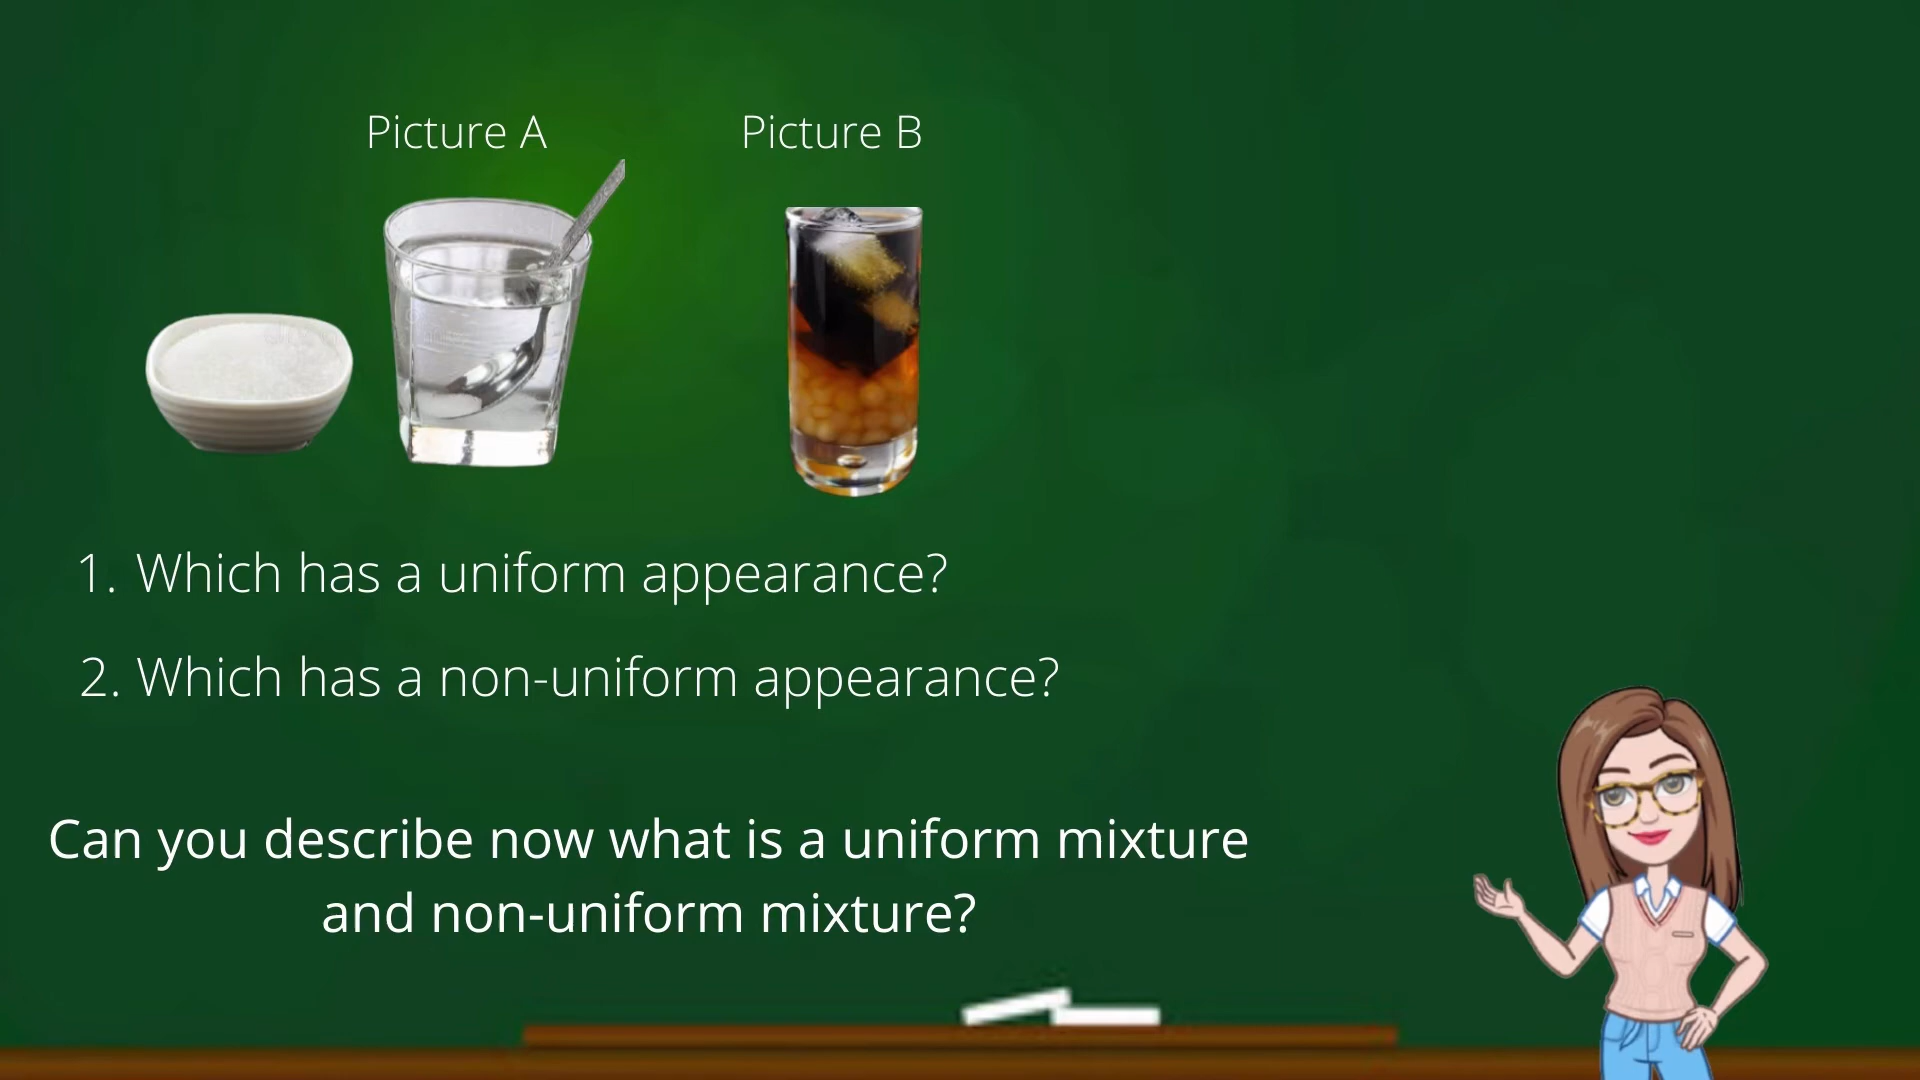 Picture A
Picture B
1. Which has a uniform appearance?
2. Which has a non-uniform appearance?
Can you describe now what is a uniform mixture
and non-uniform mixture?